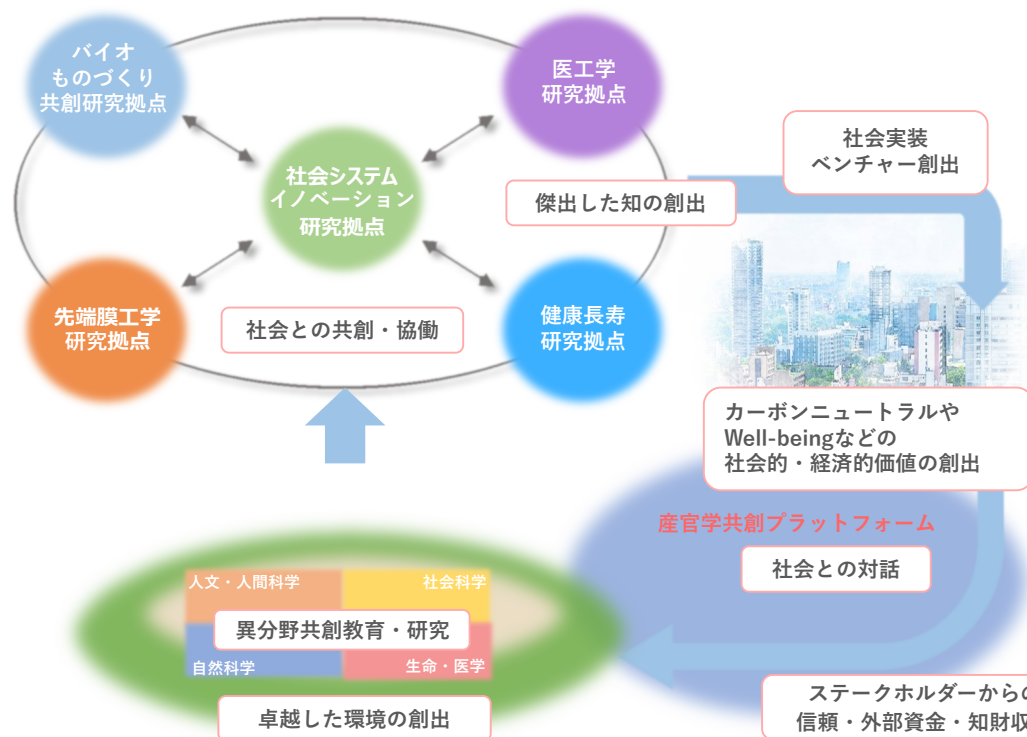 バイオ
ものづくり
共創研究拠点
医工学
研究拠点
社会システム
イノベーション
研究拠点
先端膜工学
研究拠点
健康長寿
研究拠点
傑出した知の創出
社会との共創・協働
社会実装
ベンチャー創出
カーボンニュートラルや
Well-beingなどの
社会的・経済的価値の創出
産官学共創プラットフォーム
社会との対話
ステークホルダーからの
信頼・外部資金・知財収
人文・人間科学
社会科学
異分野共創教育・研究
自然科学
生命・医学
卓越した環境の創出